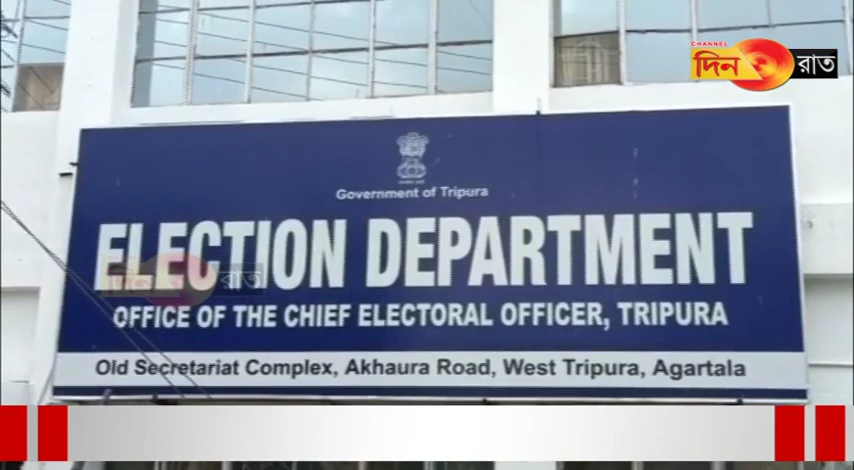 CHANNEL
দিন রাত
Government of Tripura
ELECTION DEPARTMENT
OFFICE OF THE CHIEF ELECTORAL OFFICER, TRIPURA
Old Secretariat Complex, Akhaura Road, West Tripura, Agartala